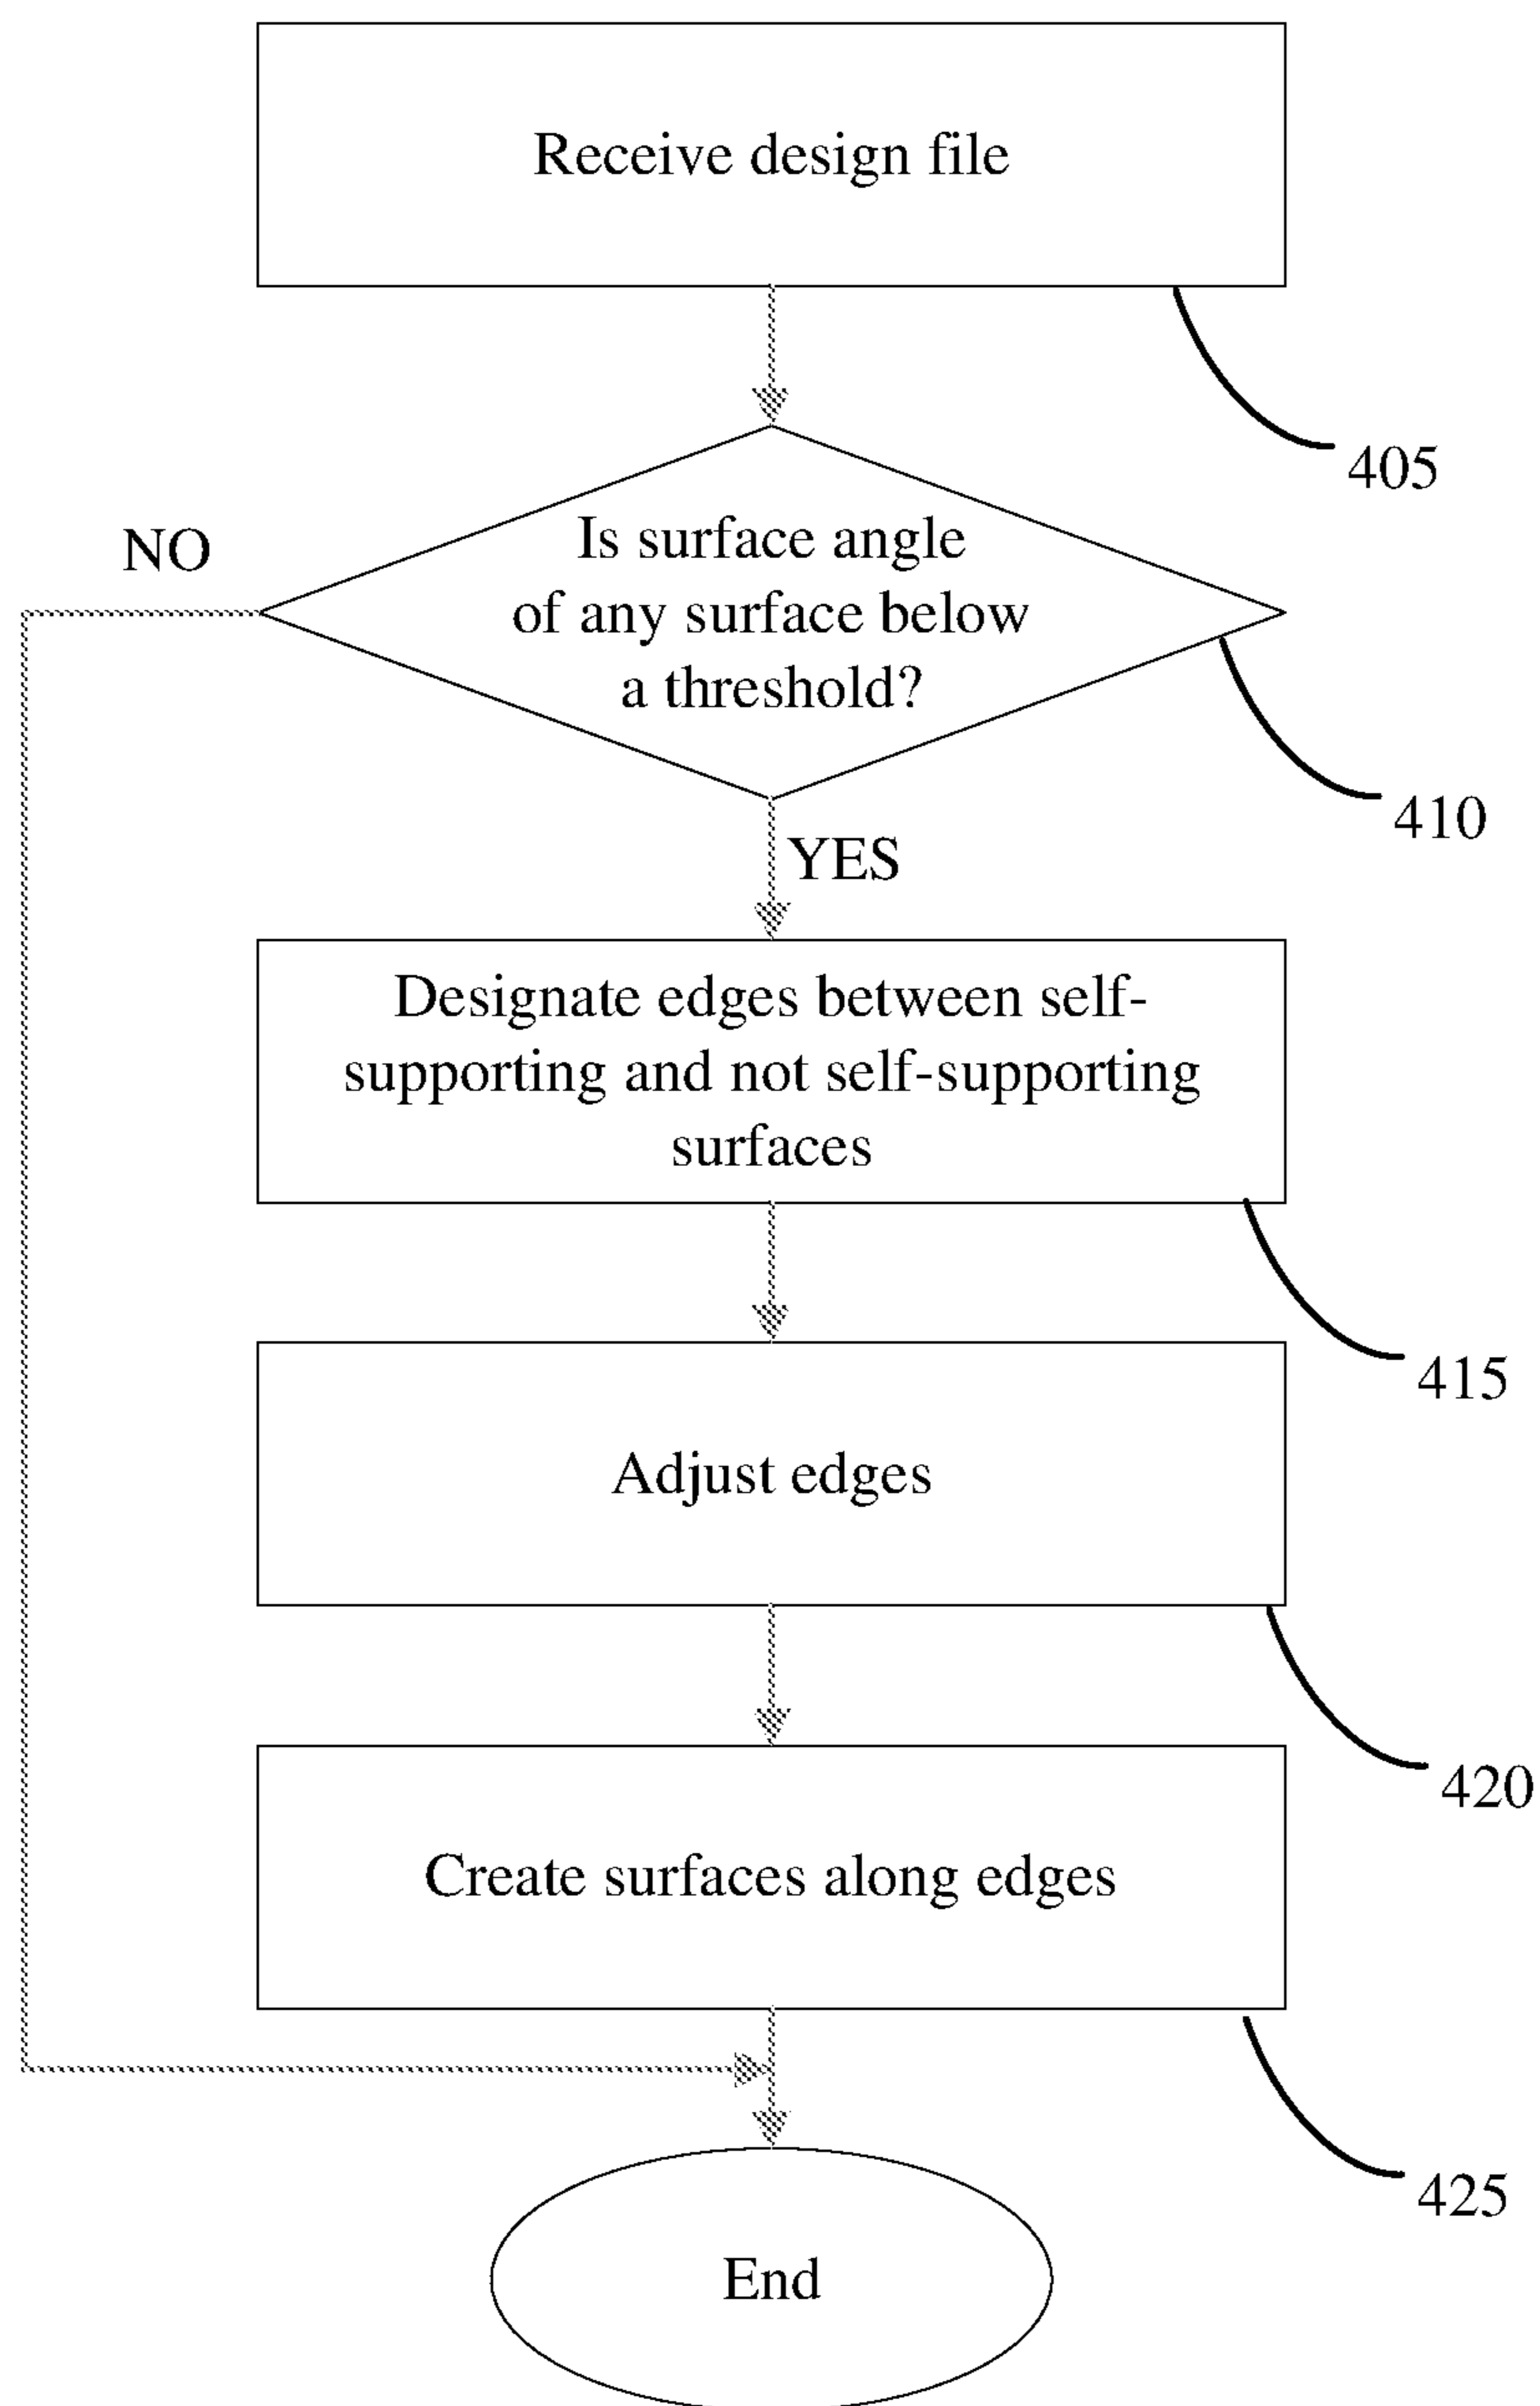 Receive design file
405
Is surface angle
of any surface below
a threshold?
NO
410
YES
Designate edges between self-
supporting and not self-supporting
surfaces
415
Adjust edges
420
Create surfaces along edges
425
End